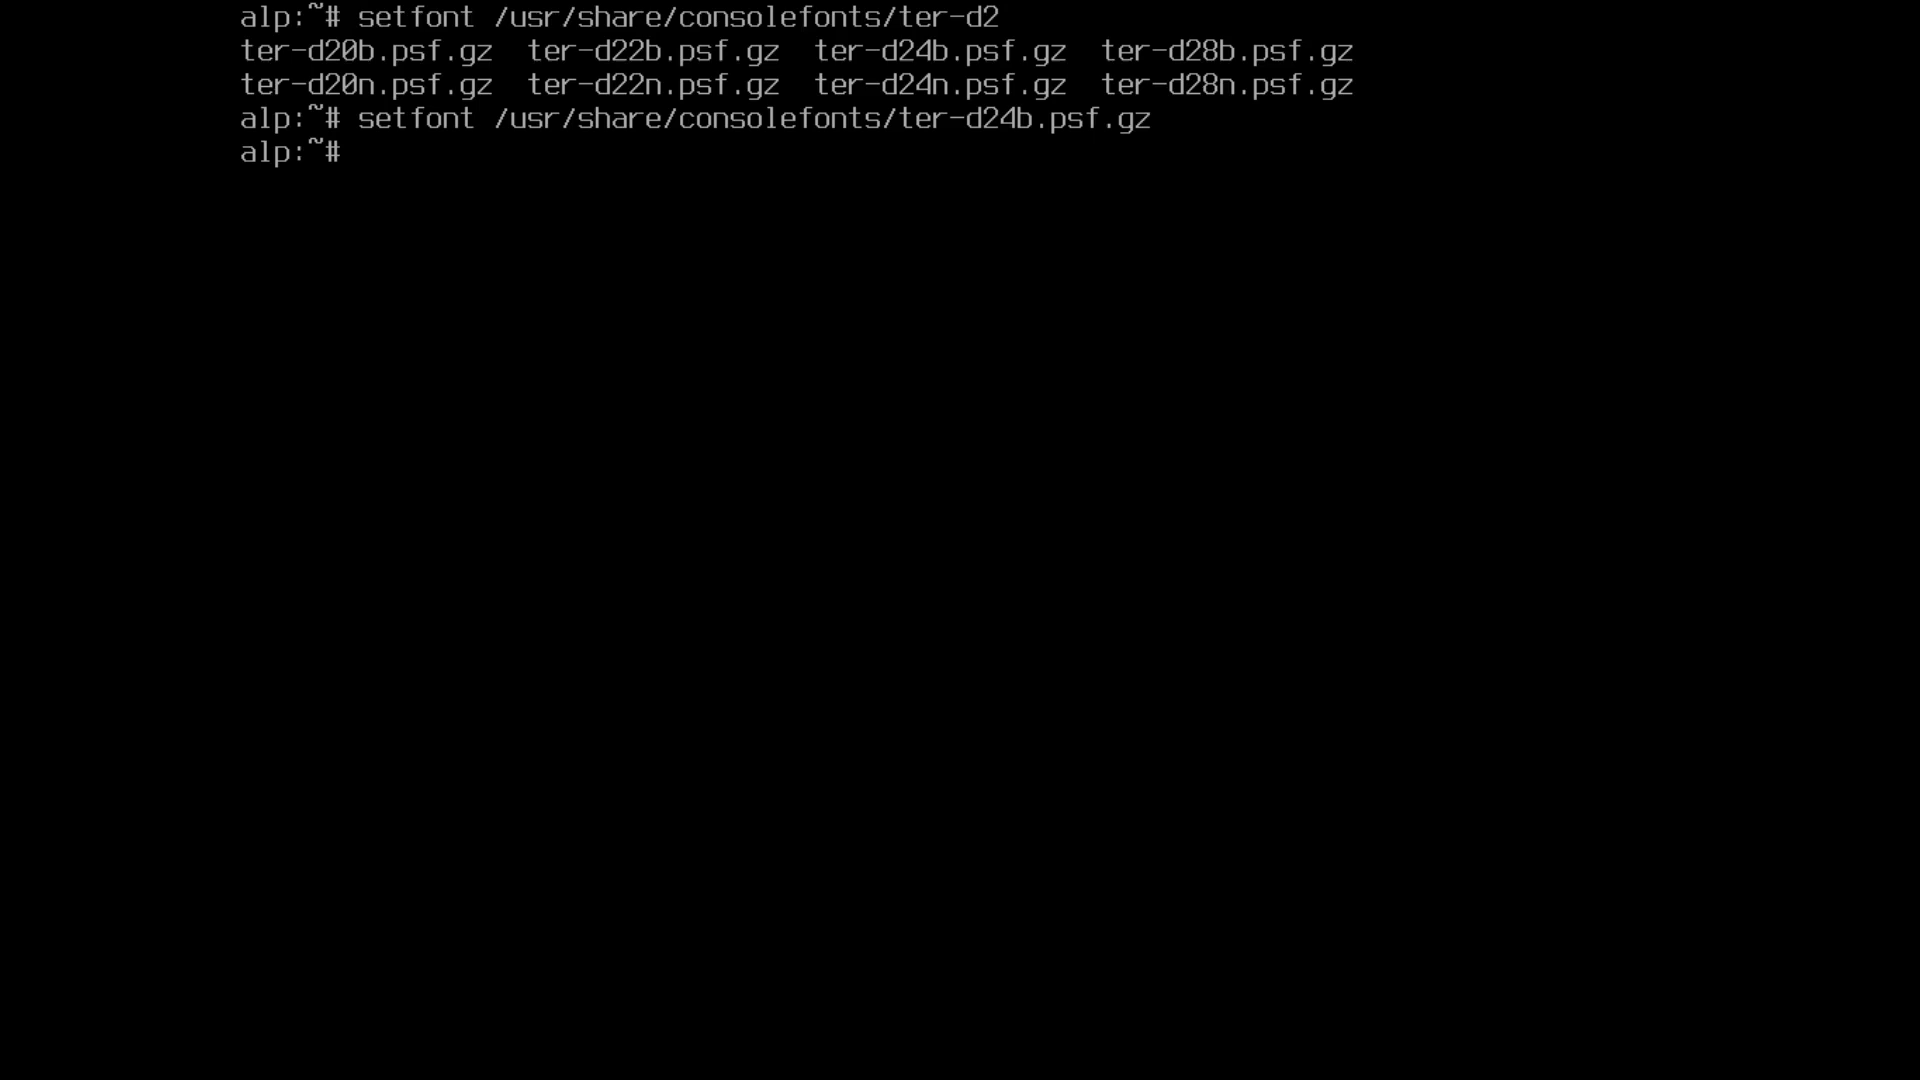 alp:~# setfont /usr/share/consolefonts/ter-d2
ter-d20b.psf.gz  ter-d22b.psf.gz  ter-d24b.psf.gz  ter-d28b.psf.gz
ter-d20n.psf.gz  ter-d22n.psf.gz  ter-d24n.psf.gz  ter-d28n.psf.gz
alp:~# setfont /usr/share/consolefonts/ter-d24b.psf.gz
alp:~#